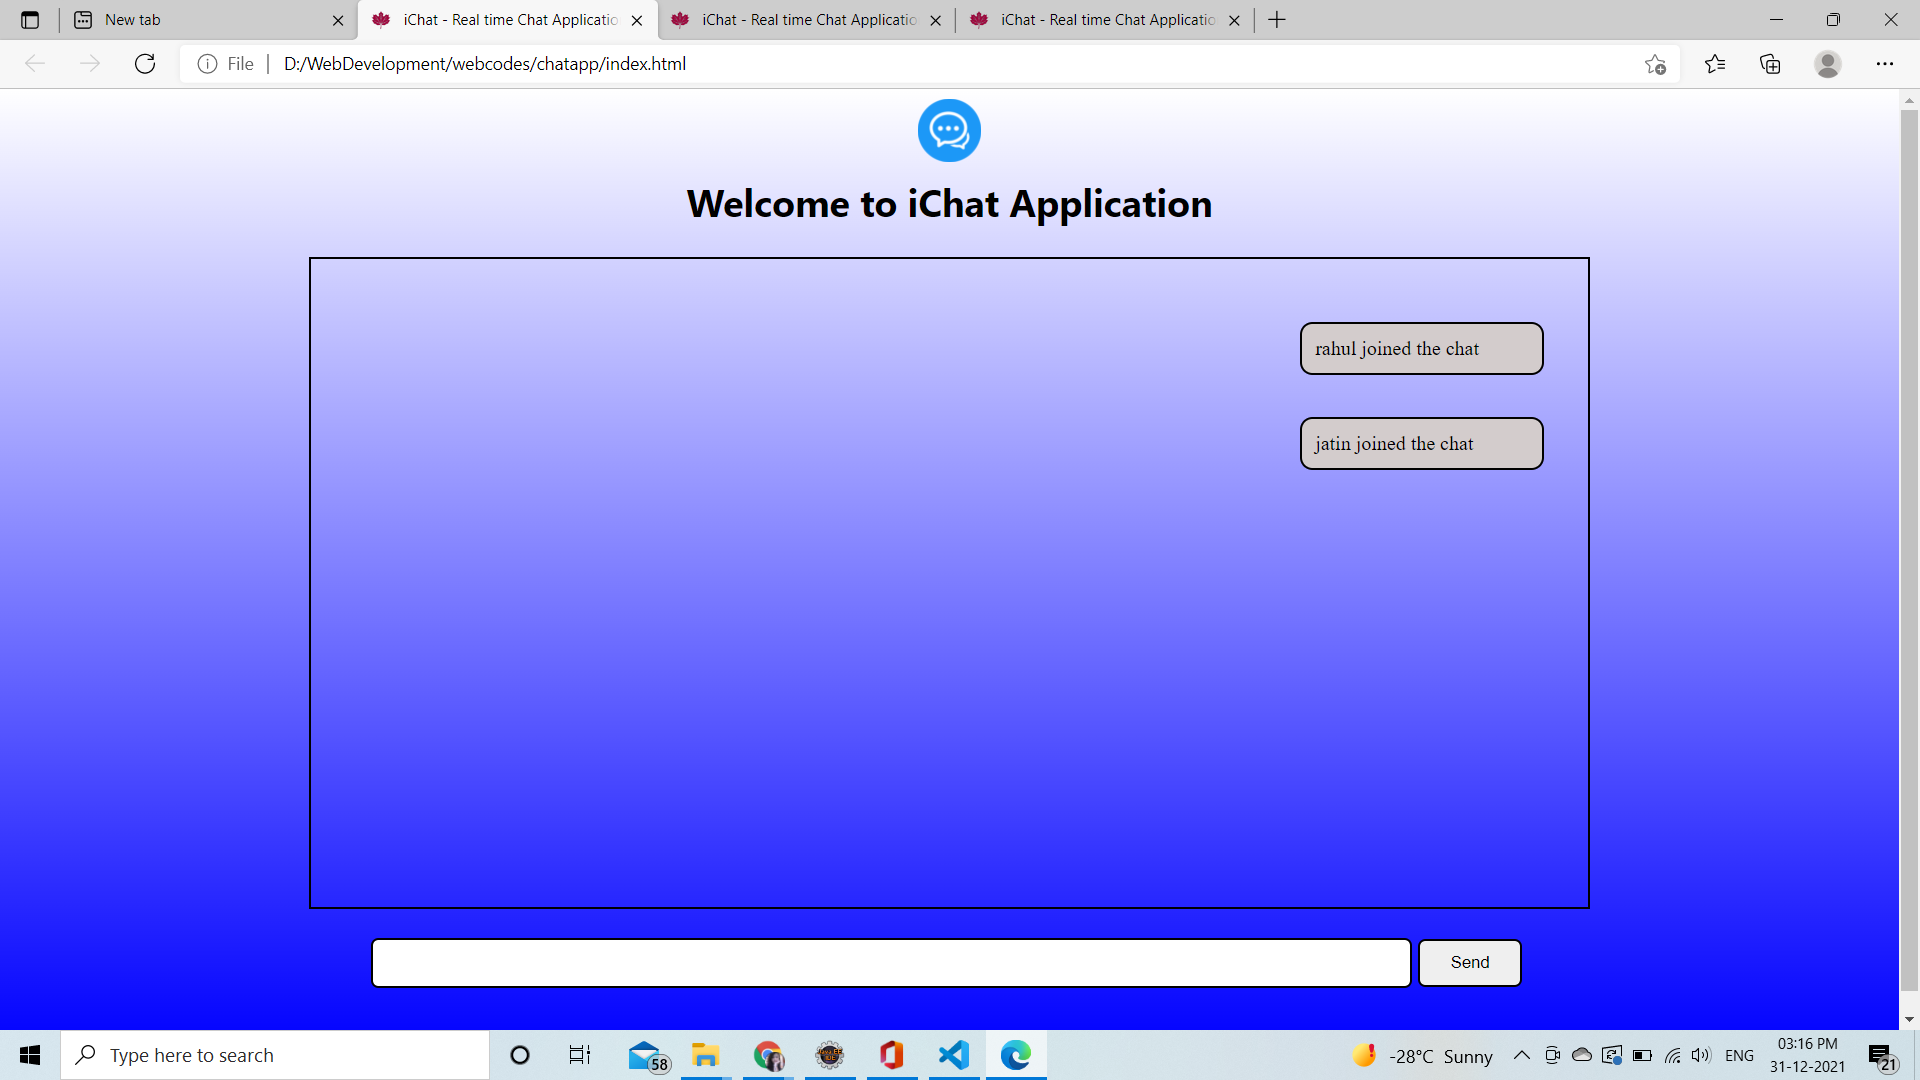 New tab
iChat - Real time Chat Applicatio
iChat - Real time Chat Applicatio
iChat - Real time Chat Applicatio
File
D:/WebDevelopment/webcodes/chatapp/index.html
Welcome to iChat Application
rahul joined the chat
jatin joined the chat
Send
Type here to search
58
-28°C Sunny
ENG
03:16 PM
31-12-2021
21